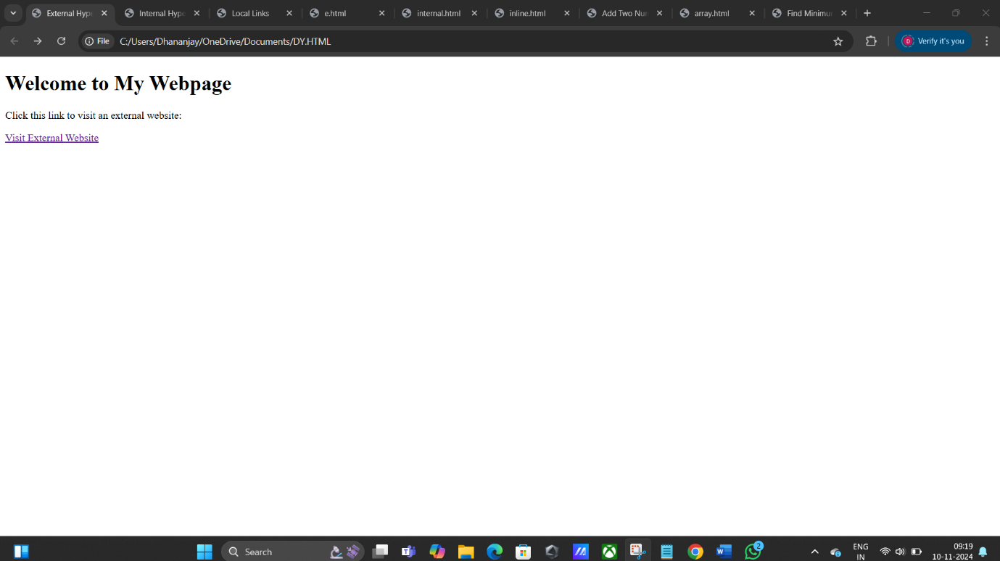 External Hype
Internal Hype
Local Links
e.html
internal.html
inline.html
Add Two Nur
array.html
Find Minimur
File C:/Users/Dhananjay/OneDrive/Documents/DY.HTML
D Verify it's you
Welcome to My Webpage
Click this link to visit an external website:
Visit External Website
Search
2
ENG
IN
09:19
10-11-2024